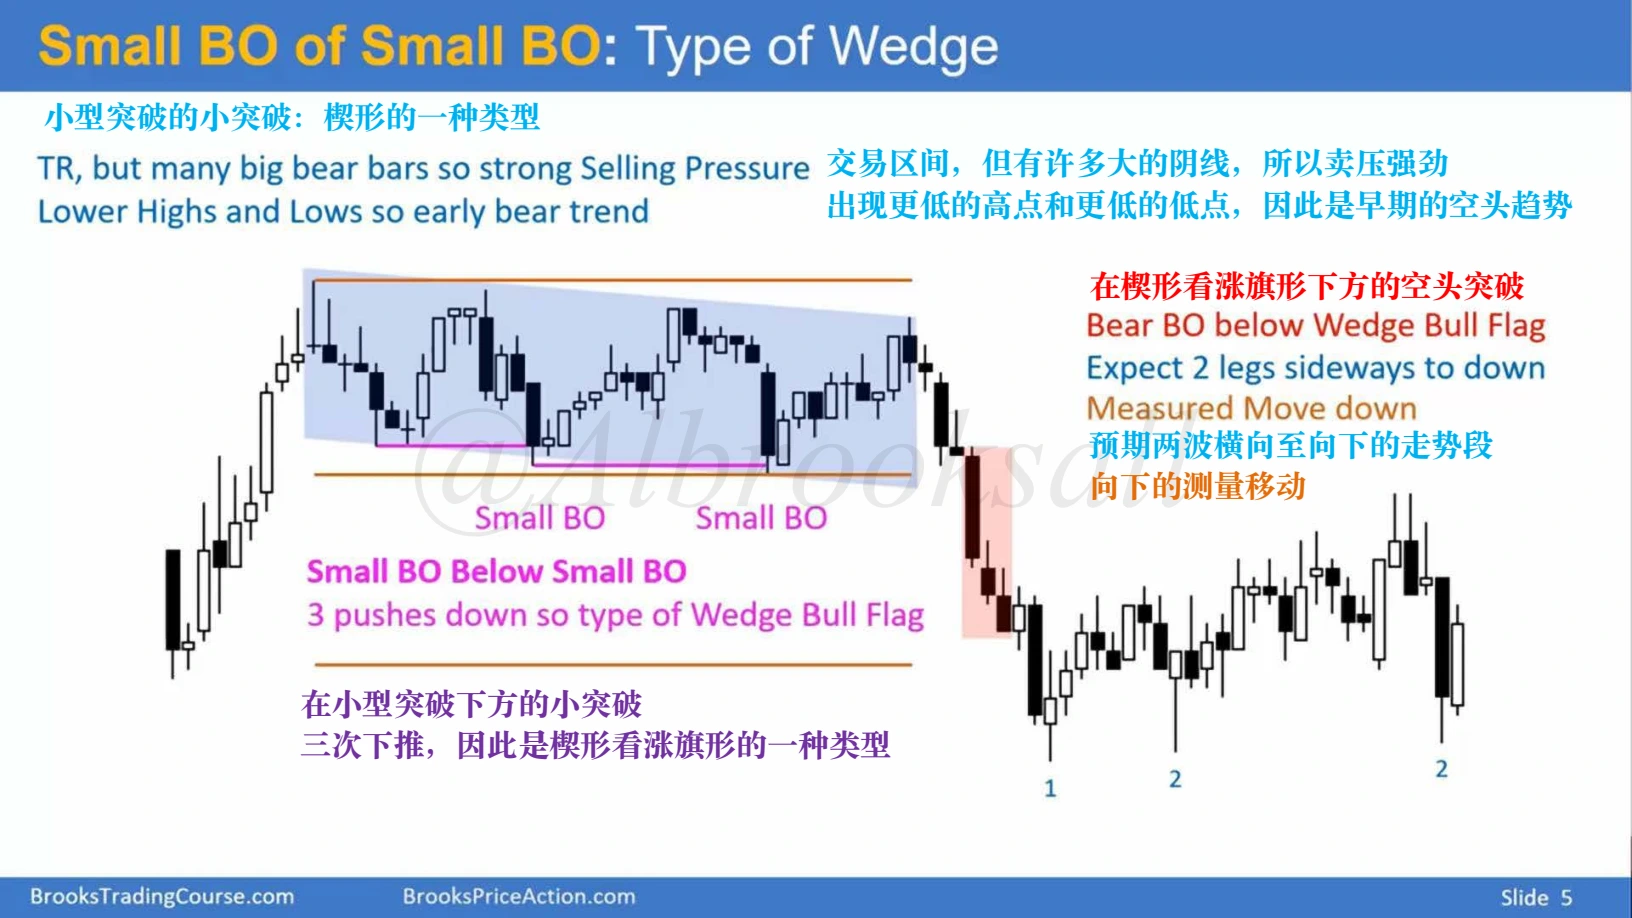 Small BO of Small BO: Type of Wedge
小型突破的小突破：楔形的一种类型
TR, but many big bear bars so strong Selling Pressure
Lower Highs and Lows so early bear trend
交易区间，但有许多大的阴线，所以卖压强劲
出现更低的高点和更低的低点，因此是早期的空头趋势
在楔形看涨旗形下方的空头突破
Bear BO below Wedge Bull Flag
Expect 2 legs sideways to down
Measured Move down
预期两波横向至向下的走势段
向下的测量移动
@Albrooksall
Small BO
Small BO
Small BO Below Small BO
3 pushes down so type of Wedge Bull Flag
在小型突破下方的小突破
三次下推，因此是楔形看涨旗形的一种类型
1
2
2
BrooksTradingCourse.com
BrooksPriceAction.com
Slide 5